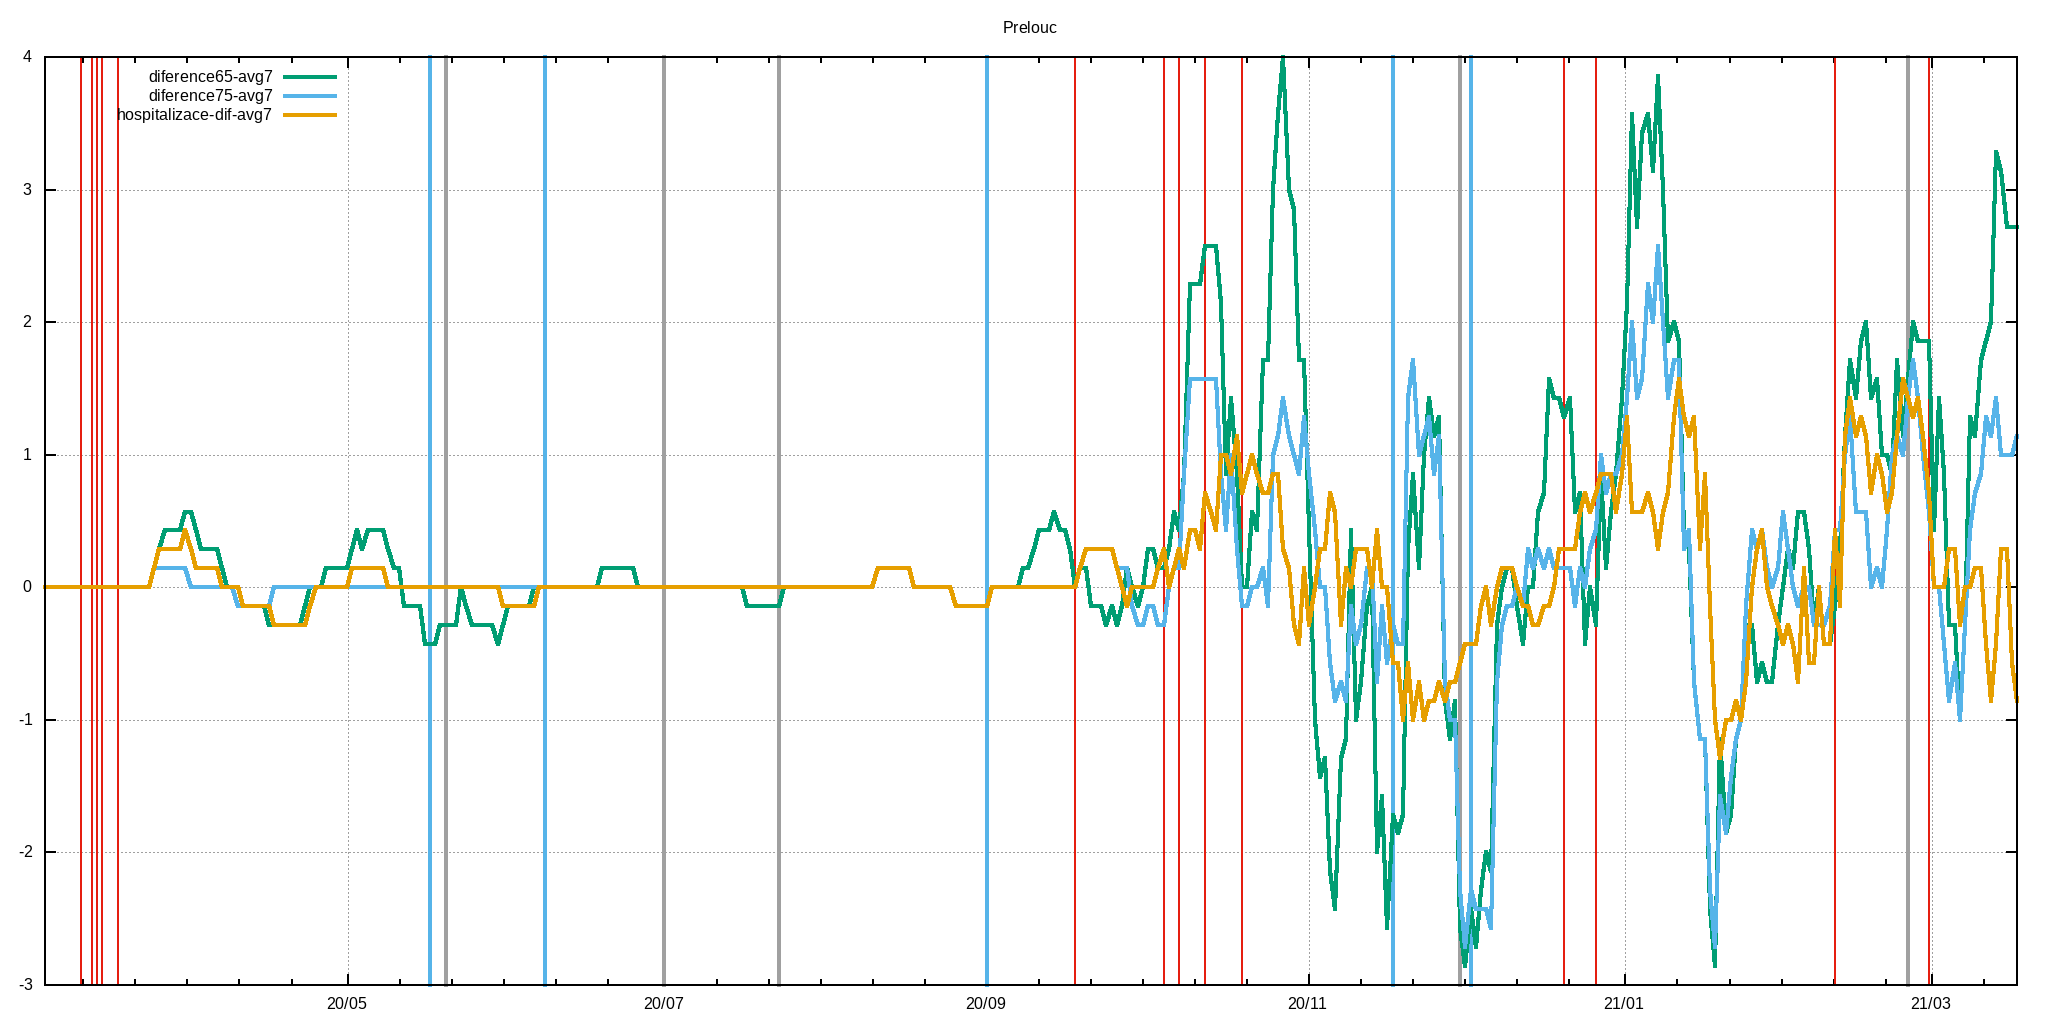 Prelouc
4
diference65-avg7
diference75-avg7
hospitalizace-dif-avg7
3
2
1
0
-1
-2
-3
20/05 20/07 20/09 20/11 21/01 21/03